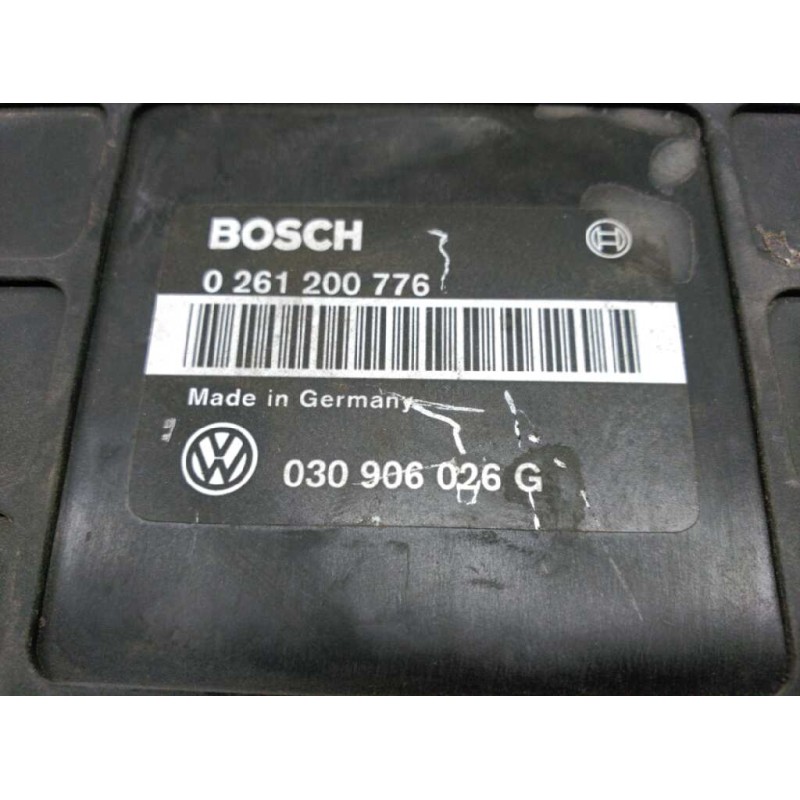 BOSCH
0 261 200 776
Made in Germany
030 906 026 G